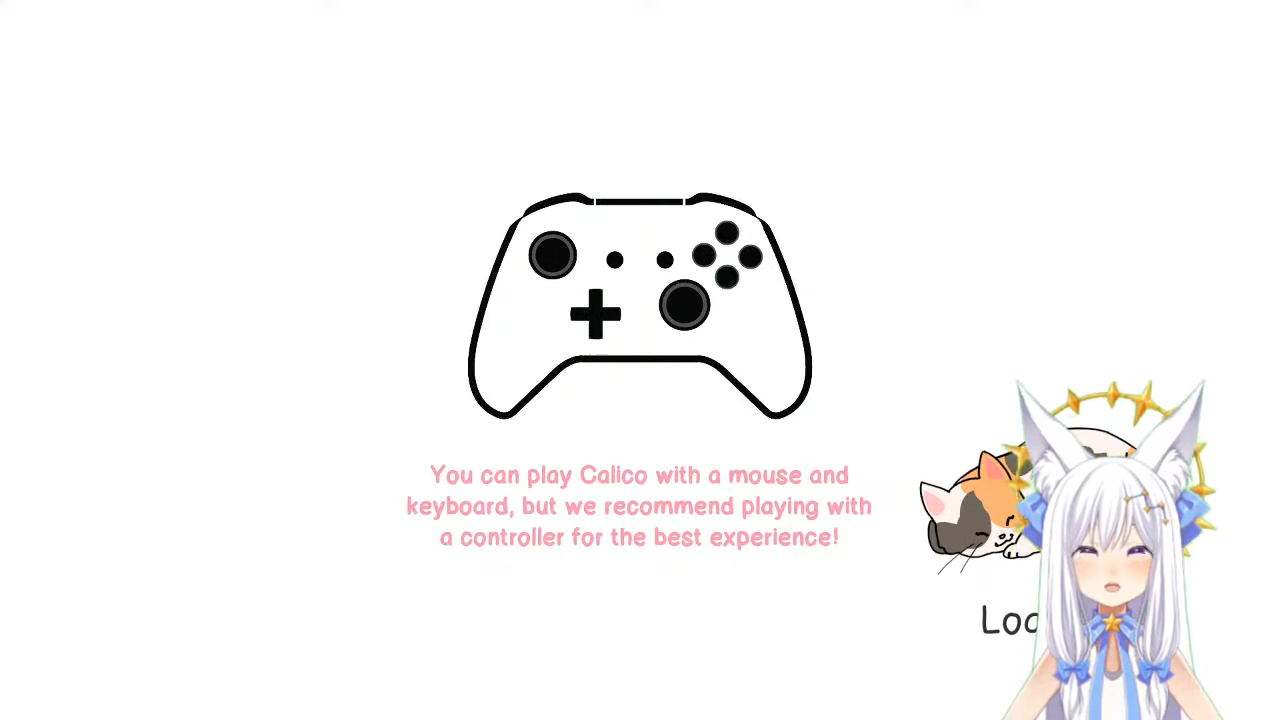 You can play Calico with a mouse and
keyboard, but we recommend playing with
a controller for the best experience!